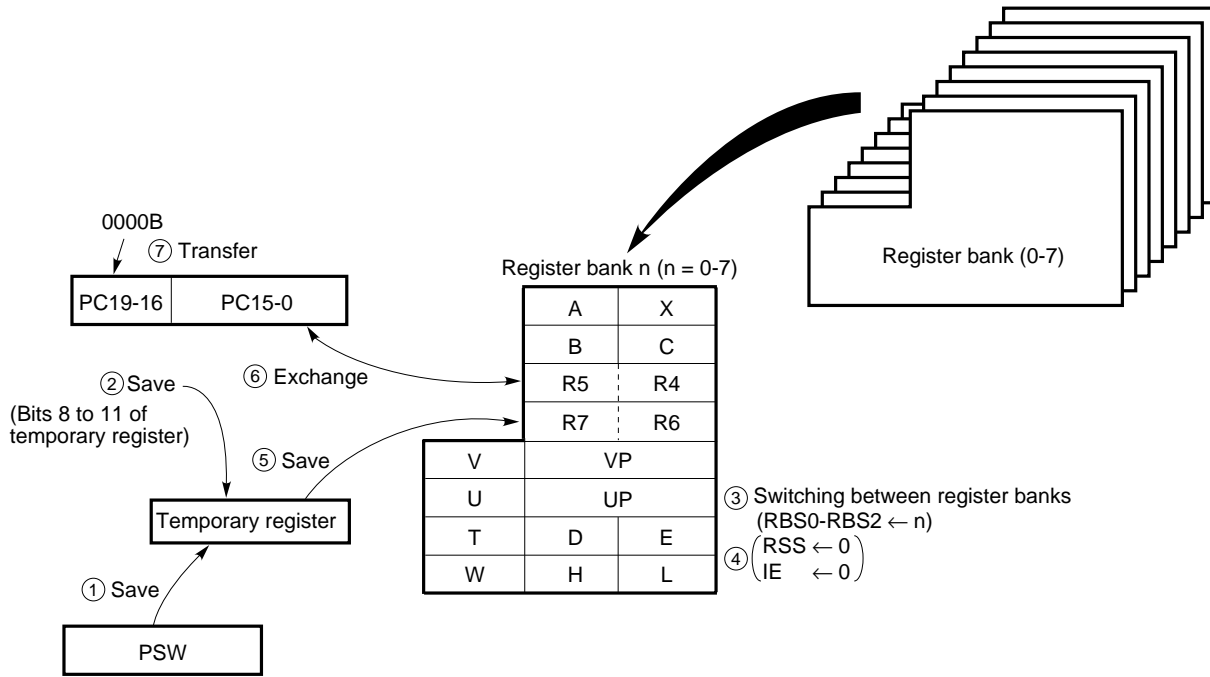 0000B
⑦ Transfer
PC19-16 PC15-0
⑥ Exchange
② Save
(Bits 8 to 11 of
temporary register)
⑤ Save
Temporary register
① Save
PSW
Register bank n (n = 0-7)
A X
B C
R5 R4
R7 R6
V VP
U UP
T D E
W H L
③ Switching between register banks
(RBS0-RBS2 ← n)
④ (RSS ← 0
IE ← 0)
Register bank (0-7)